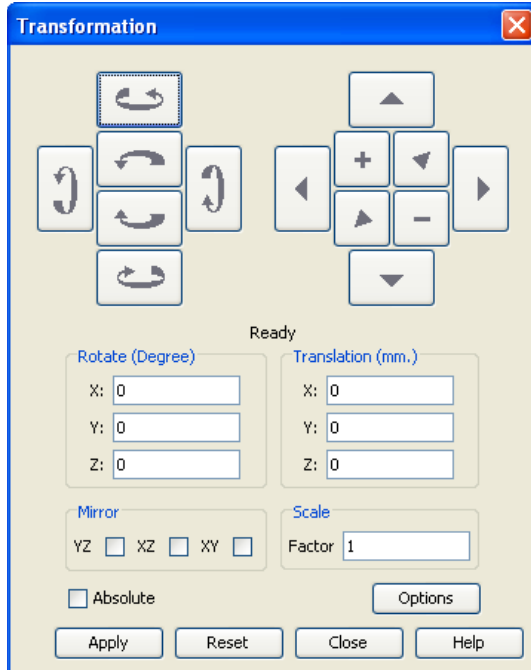 Transformation
+
−
Ready
Rotate (Degree)
X: 0
Y: 0
Z: 0
Translation (mm.)
X: 0
Y: 0
Z: 0
Mirror
YZ XZ XY
Scale
Factor 1
Absolute
Options
Apply Reset Close Help